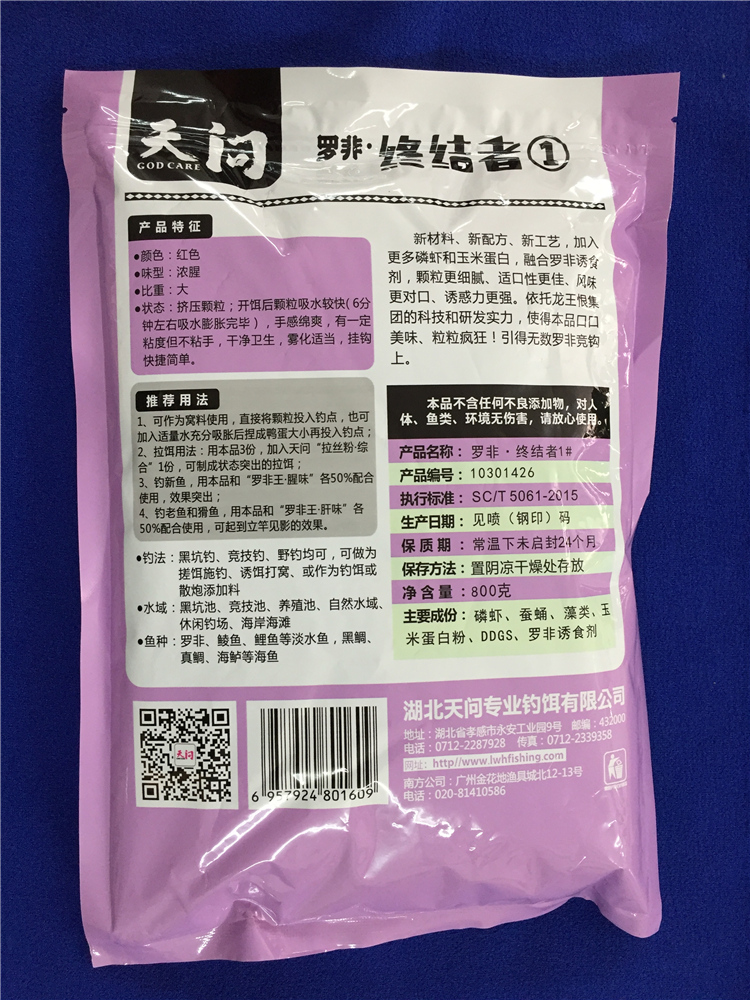 天问
GOD CARE
罗非·终结者①
产品特征
●颜色：红色
●味型：浓腥
●比重：大
●状态：挤压颗粒；开饵后颗粒吸水较快(6分
钟左右吸水膨胀完毕），手感绵爽，有一定
粘度但不粘手，干净卫生，雾化适当，挂钩
快捷简单。
新材料、新配方、新工艺，加入
更多磷虾和玉米蛋白，融合罗非诱食
剂，颗粒更细腻、适口性更佳、风味
更对口、诱惑力更强。依托龙王恨集
团的科技和研发实力，使得本品口口
美味、粒粒疯狂！引得无数罗非竞钩
上。
推荐用法
1、可作为窝料使用，直接将颗粒投入钓点，也可
加入适量水充分吸胀后捏成鸭蛋大小再投入钓点；
2、拉饵用法：用本品3份，加入天问“拉丝粉·综
合”1份，可制成状态突出的拉饵；
3、钓新鱼，用本品和“罗非王·腥味”各50%配合
使用，效果突出；
4、钓老鱼和猾鱼，用本品和“罗非王·肝味”各
50%配合使用，可起到立竿见影的效果。
●钓法：黑坑钓、竞技钓、野钓均可，可做为
搓饵施钓、诱饵打窝、或作为钓饵或
散炮添加料
●水域：黑坑池、竞技池、养殖池、自然水域、
休闲钓场、海岸海滩
●鱼种：罗非、鲮鱼、鲤鱼等淡水鱼，黑鲷、
真鲷、海鲈等海鱼
本品不含任何不良添加物，对人
体、鱼类、环境无伤害，请放心使用。
产品名称：罗非·终结者1#
产品编号：10301426
执行标准：SC/T 5061-2015
生产日期：见喷（钢印）码
保质期：常温下未启封24个月
保存方法：置阴凉干燥处存放
净含量：800克
主要成份：磷虾、蚕蛹、藻类、玉
米蛋白粉、DDGS、罗非诱食剂
天问
6 957924 801609
湖北天问专业钓饵有限公司
地址：湖北省孝感市永安工业园9号 邮编：432000
电话：0712-2287928 传真：0712-2339358
网址：http://www.lwhfishing.com
南方公司：广州金花地渔具城北12-13号
电话：020-81410586